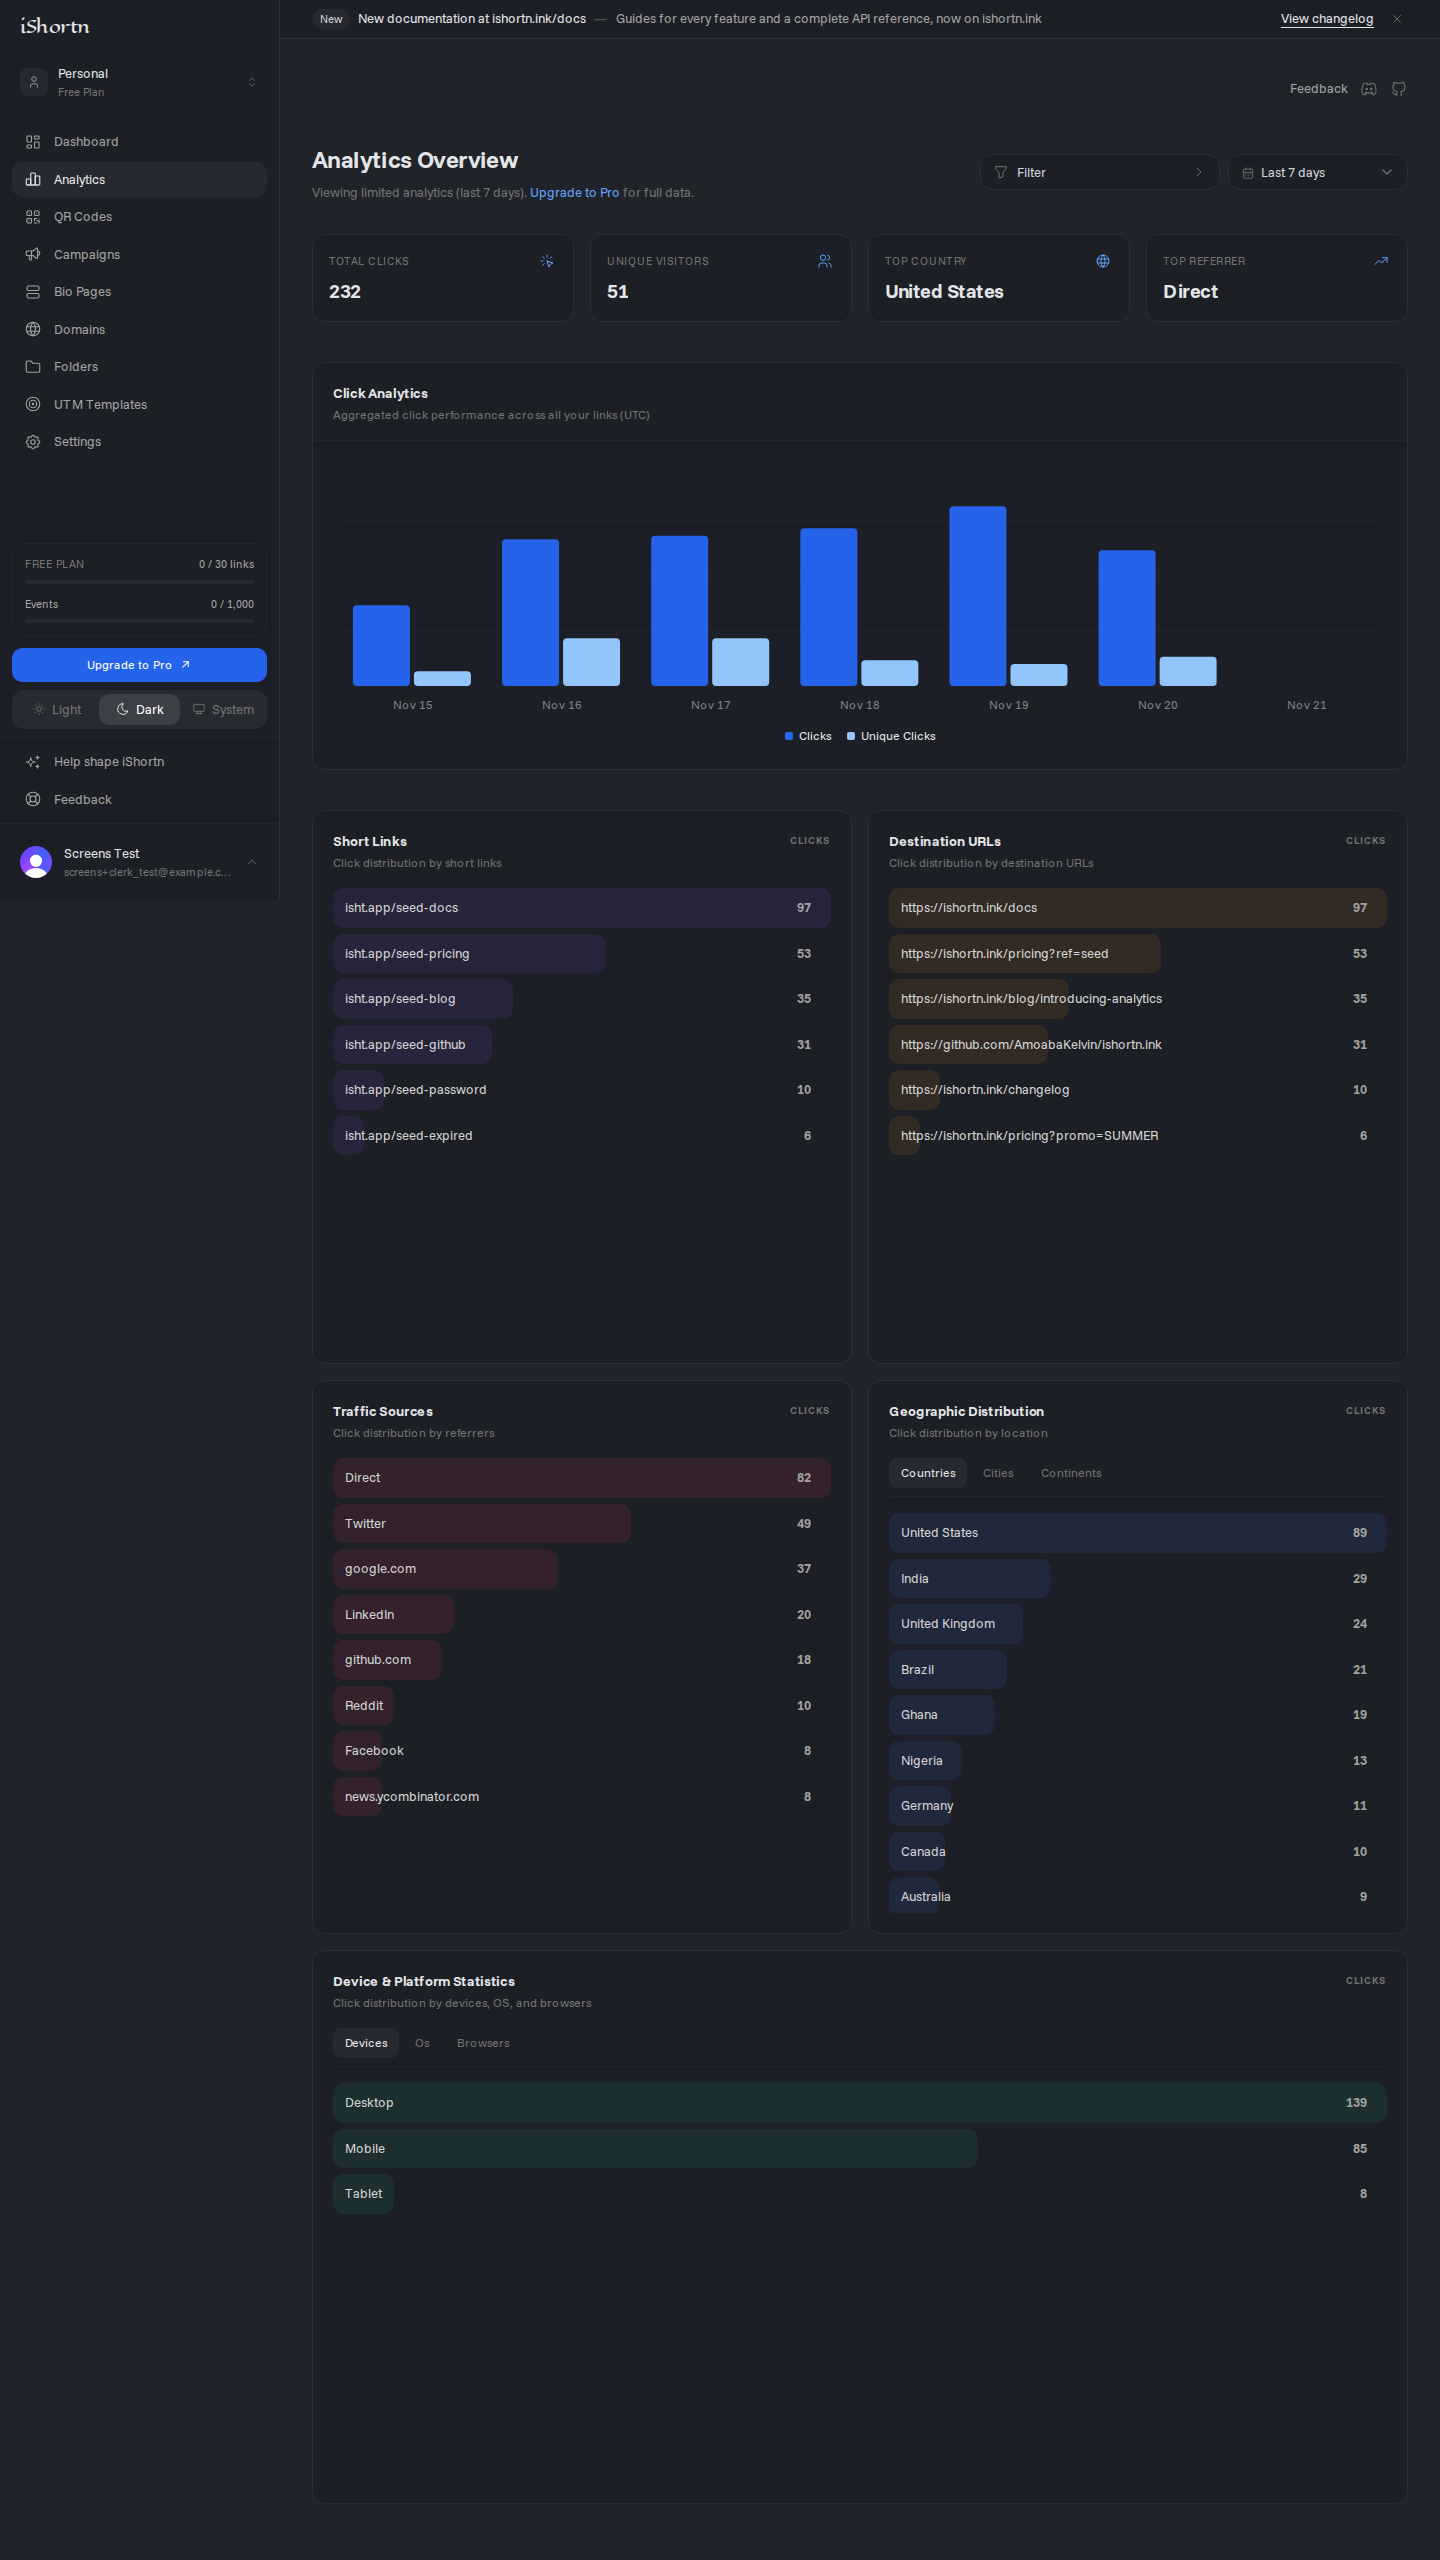 iShortn
Personal
Free Plan
Dashboard
Analytics
QR Codes
Campaigns
Bio Pages
Domains
Folders
UTM Templates
Settings
FREE PLAN 0 / 30 links
Events 0 / 1,000
Upgrade to Pro
Light Dark System
Help shape iShortn
Feedback
Screens Test
screens+clerk_test@example.c...
New New documentation at ishortn.ink/docs — Guides for every feature and a complete API reference, now on ishortn.ink View changelog
Feedback
Analytics Overview
Viewing limited analytics (last 7 days). Upgrade to Pro for full data.
Filter
Last 7 days
TOTAL CLICKS
232
UNIQUE VISITORS
51
TOP COUNTRY
United States
TOP REFERRER
Direct
Click Analytics
Aggregated click performance across all your links (UTC)
Nov 15 Nov 16 Nov 17 Nov 18 Nov 19 Nov 20 Nov 21
Clicks Unique Clicks
Short Links CLICKS
Click distribution by short links
isht.app/seed-docs 97
isht.app/seed-pricing 53
isht.app/seed-blog 35
isht.app/seed-github 31
isht.app/seed-password 10
isht.app/seed-expired 6
Destination URLs CLICKS
Click distribution by destination URLs
https://ishortn.ink/docs 97
https://ishortn.ink/pricing?ref=seed 53
https://ishortn.ink/blog/introducing-analytics 35
https://github.com/AmoabaKelvin/ishortn.ink 31
https://ishortn.ink/changelog 10
https://ishortn.ink/pricing?promo=SUMMER 6
Traffic Sources CLICKS
Click distribution by referrers
Direct 82
Twitter 49
google.com 37
LinkedIn 20
github.com 18
Reddit 10
Facebook 8
news.ycombinator.com 8
Geographic Distribution CLICKS
Click distribution by location
Countries Cities Continents
United States 89
India 29
United Kingdom 24
Brazil 21
Ghana 19
Nigeria 13
Germany 11
Canada 10
Australia 9
Device & Platform Statistics CLICKS
Click distribution by devices, OS, and browsers
Devices Os Browsers
Desktop 139
Mobile 85
Tablet 8